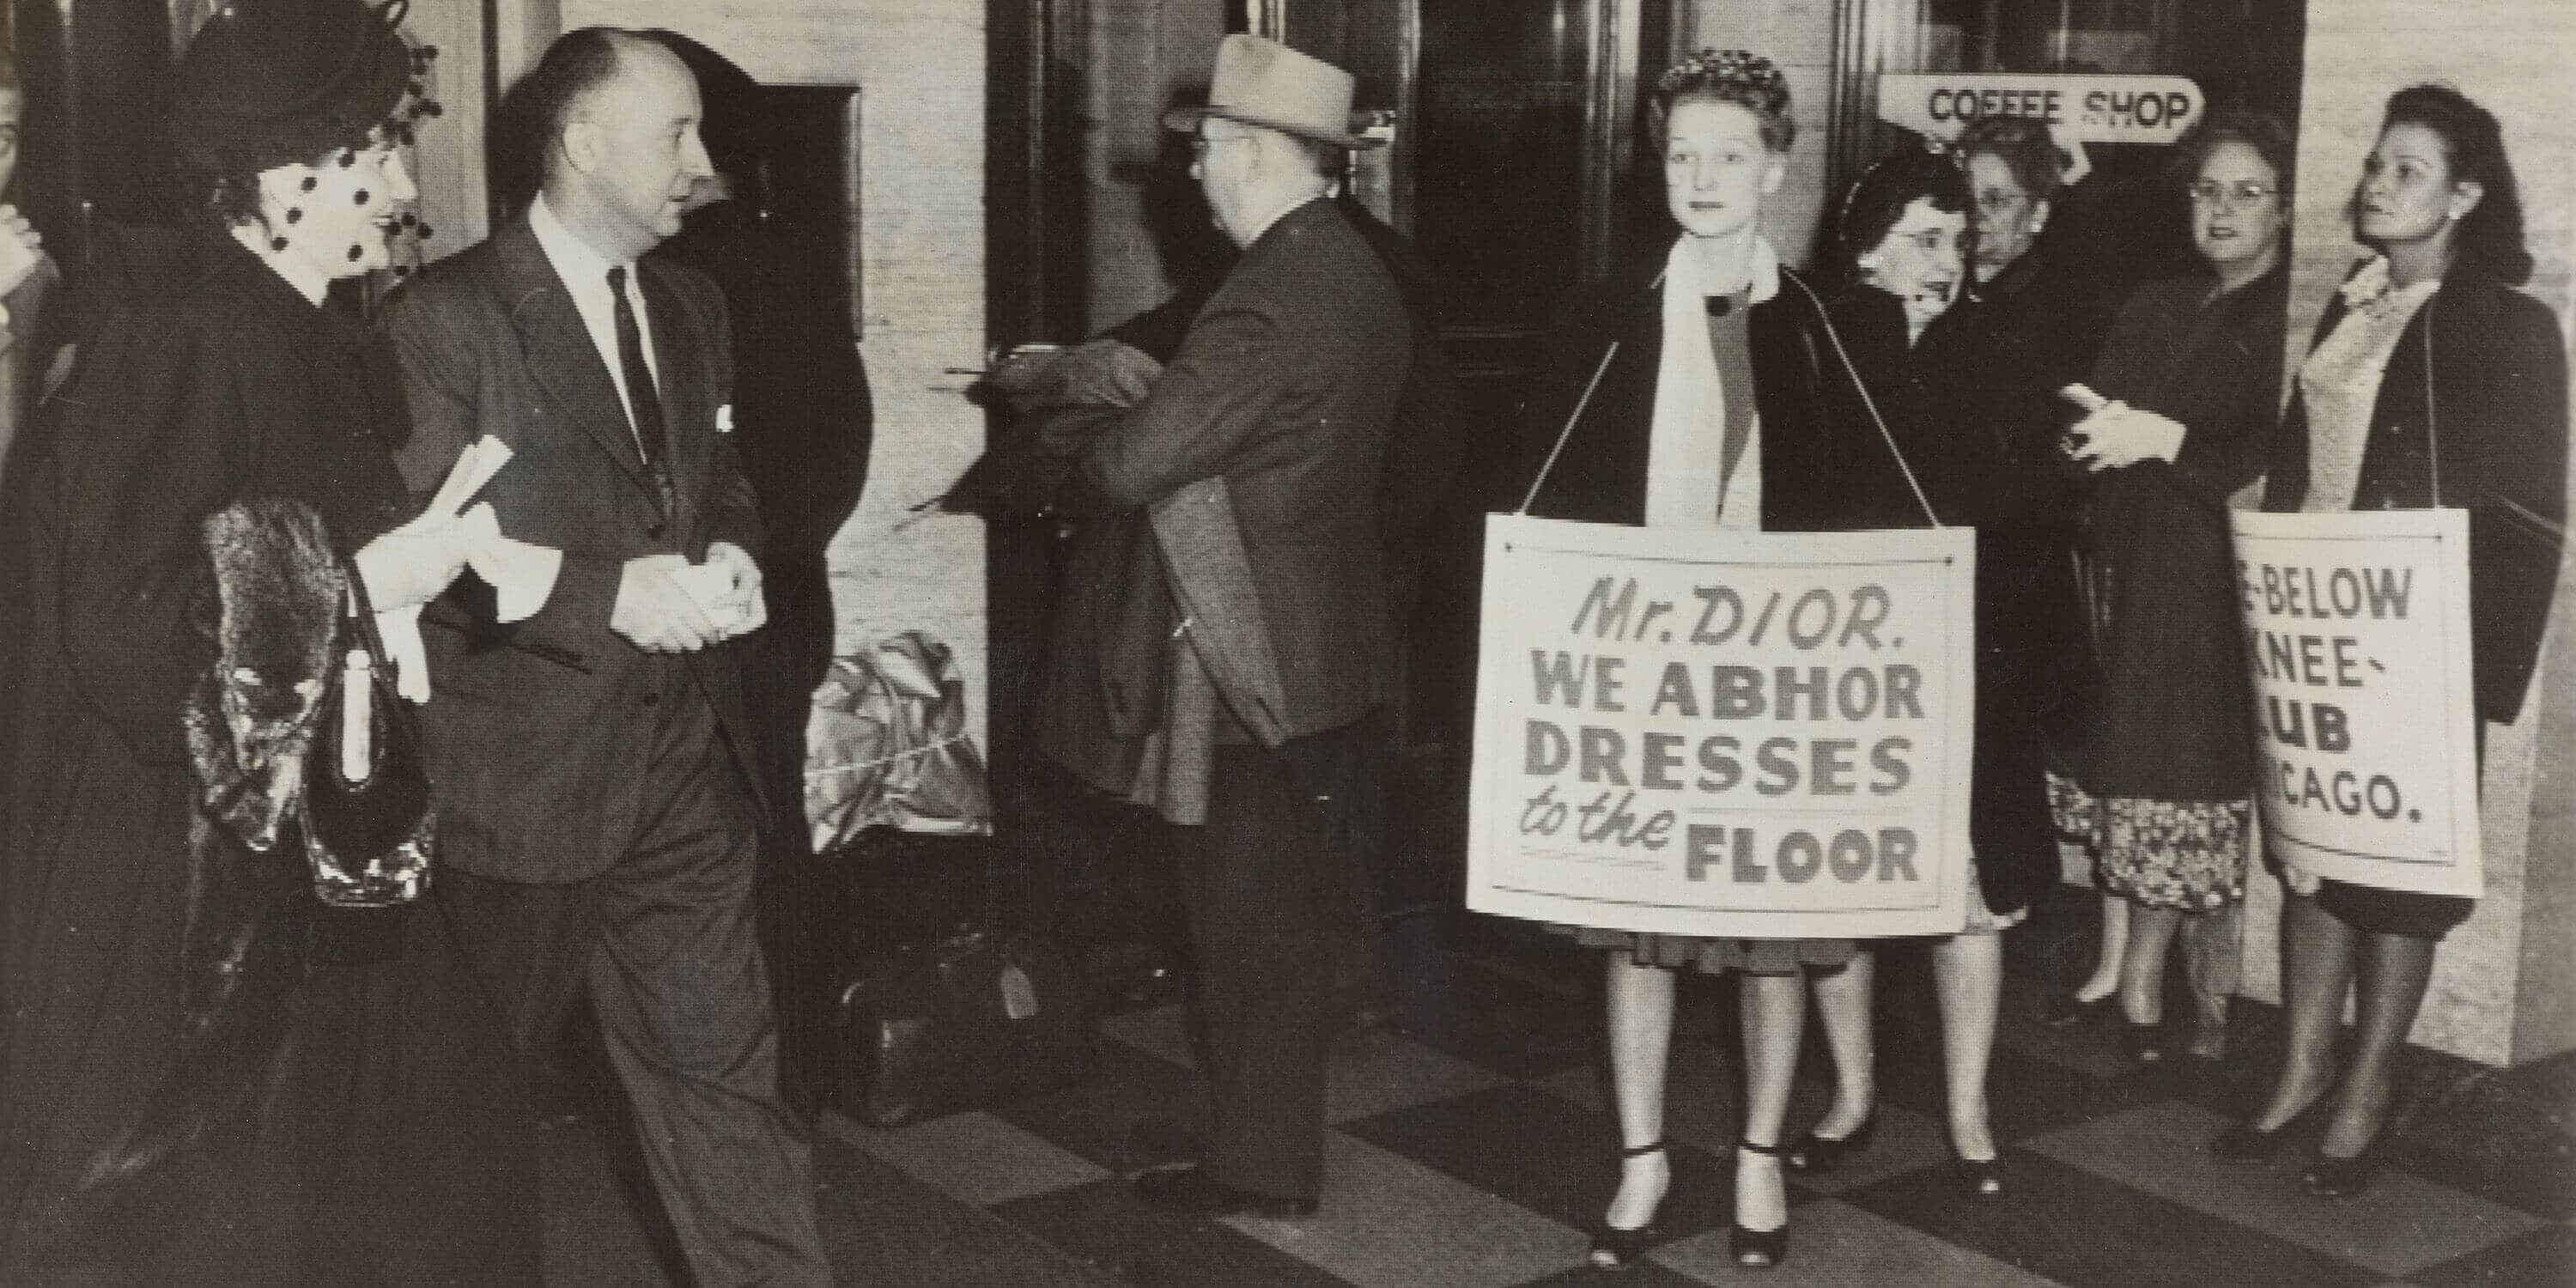 COFFEE SHOP
Mr. DIOR.
WE ABHOR
DRESSES
to the FLOOR
E-BELOW
KNEE-
LUB
ICAGO.